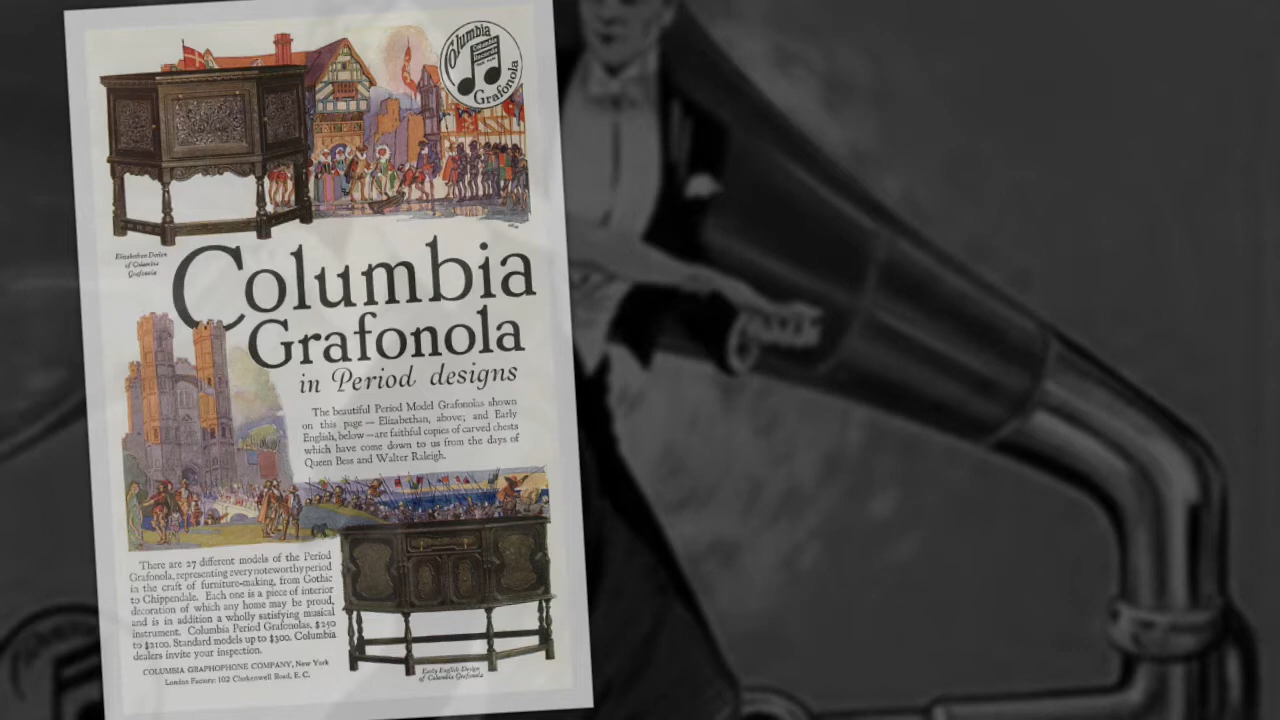 Columbia
Columbia
Records
Grafonola
Elizabethan Design
of Columbia
Grafonola
Columbia
Grafonola
in Period designs
The beautiful Period Model Grafonolas shown
on this page — Elizabethan, above; and Early
English, below — are faithful copies of carved chests
which have come down to us from the days of
Queen Bess and Walter Raleigh.
There are 27 different models of the Period
Grafonola, representing every noteworthy period
in the craft of furniture-making, from Gothic
to Chippendale. Each one is a piece of interior
decoration of which any home may be proud,
and is in addition a wholly satisfying musical
instrument. Columbia Period Grafonolas, $250
to $2100. Standard models up to $300. Columbia
dealers invite your inspection.
COLUMBIA GRAPHOPHONE COMPANY, New York
London Factory: 102 Clerkenwell Road, E. C.
Early English Design
of Columbia Grafonola